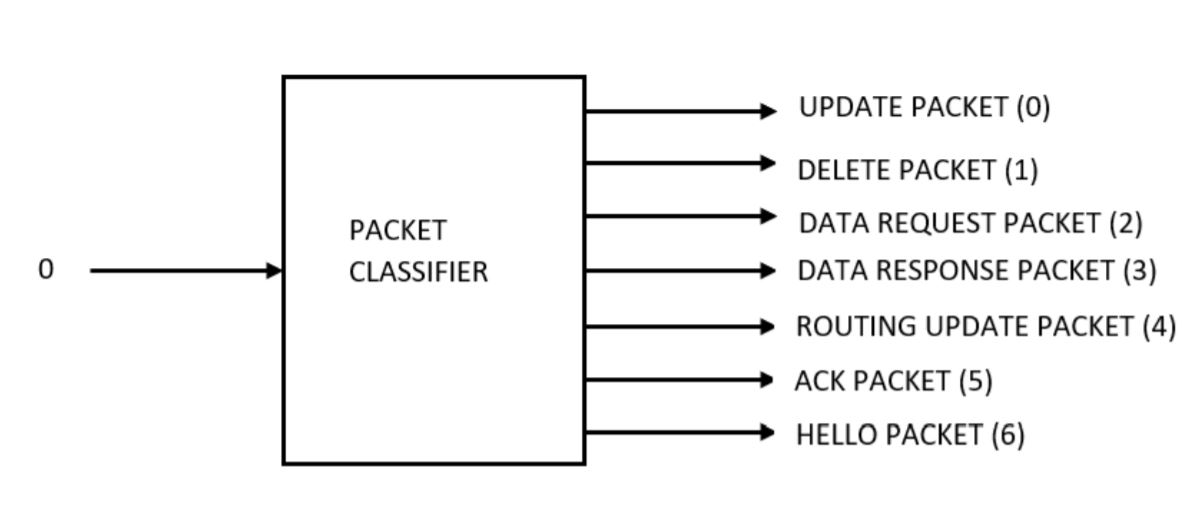 UPDATE PACKET (0)
DELETE PACKET (1)
DATA REQUEST PACKET (2)
PACKET
CLASSIFIER
0
DATA RESPONSE PACKET (3)
ROUTING UPDATE PACKET (4)
ACK PACKET (5)
HELLO PACKET (6)